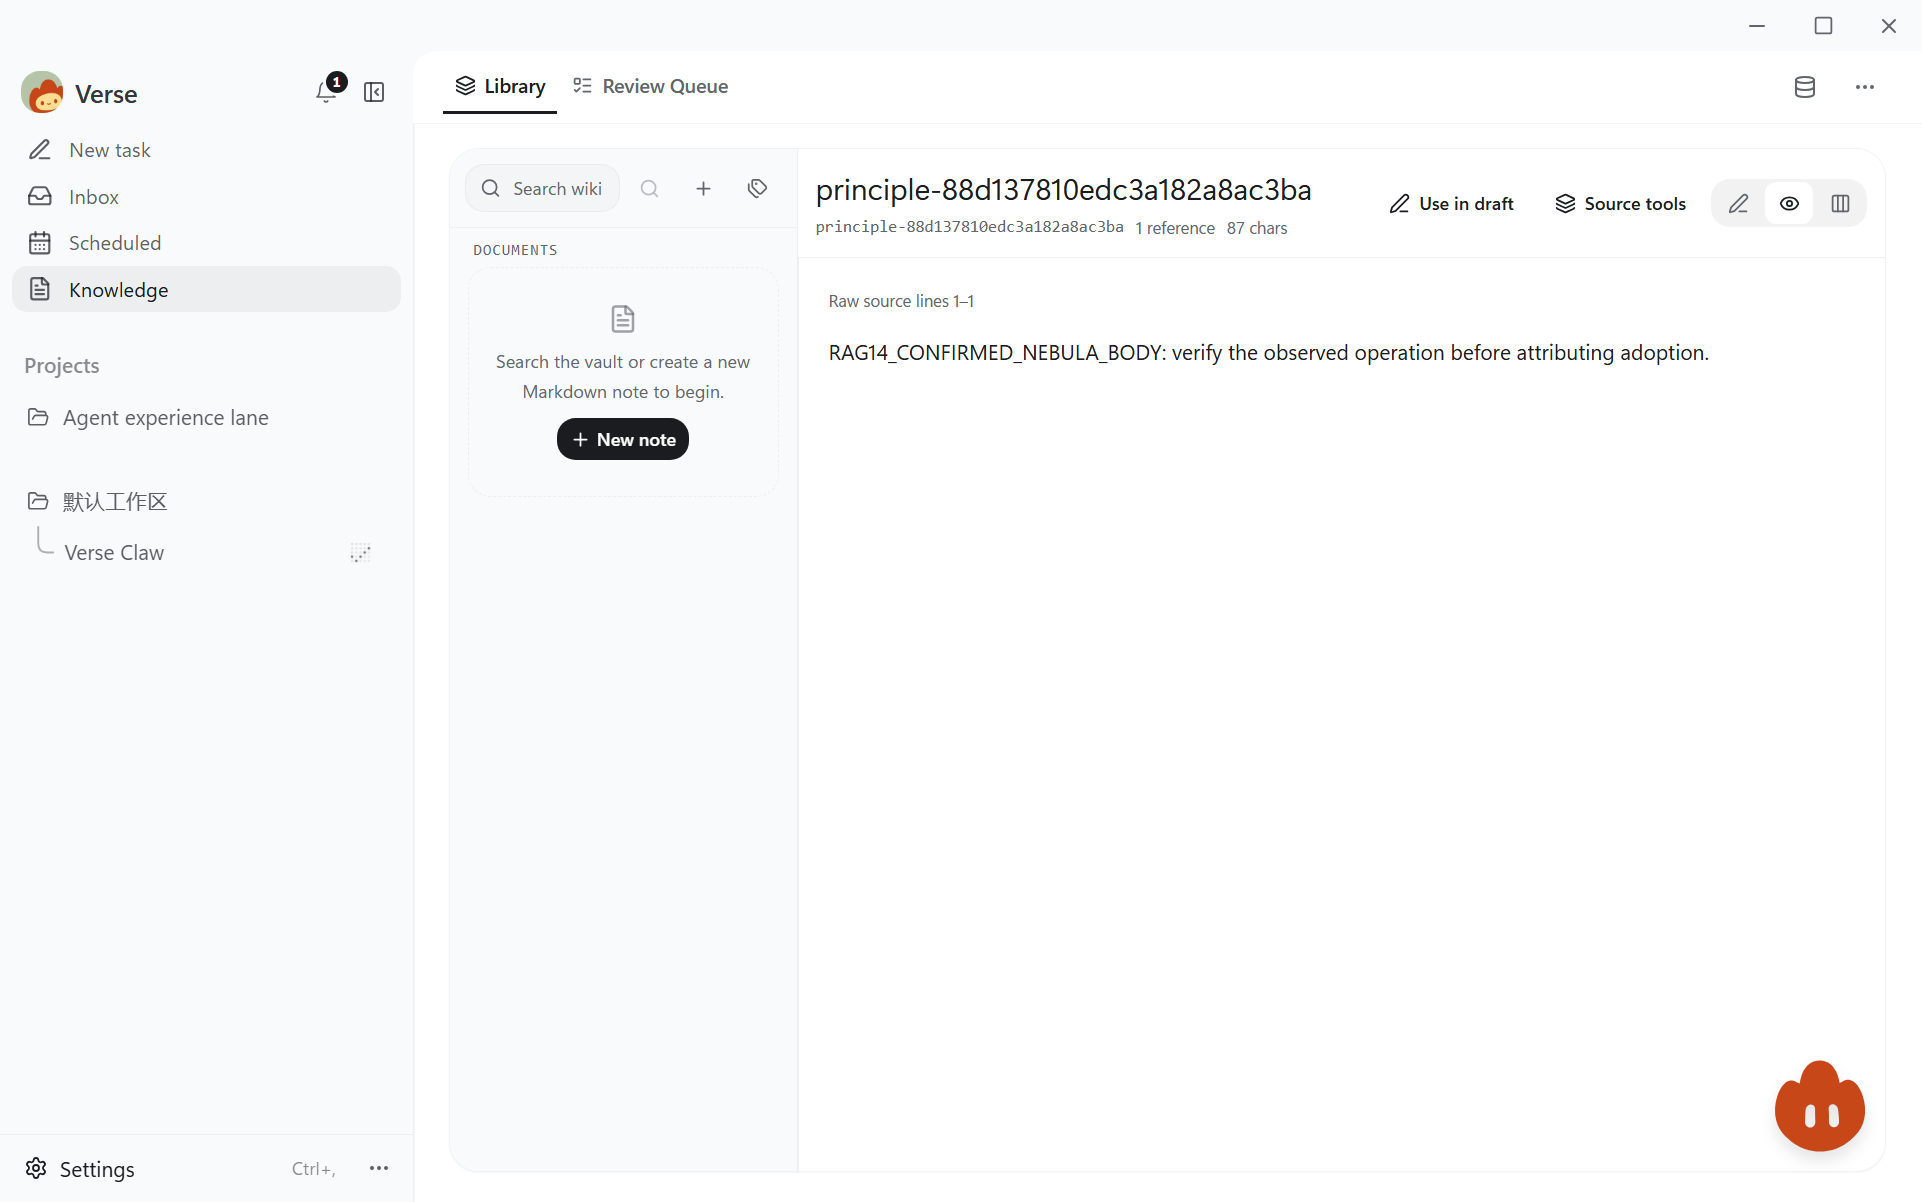 Verse
1
New task
Inbox
Scheduled
Knowledge
Projects
Agent experience lane
默认工作区
Verse Claw
Settings
Ctrl+,
Library
Review Queue
Search wiki
DOCUMENTS
Search the vault or create a new
Markdown note to begin.
New note
principle-88d137810edc3a182a8ac3ba
principle-88d137810edc3a182a8ac3ba 1 reference 87 chars
Use in draft
Source tools
Raw source lines 1–1
RAG14_CONFIRMED_NEBULA_BODY: verify the observed operation before attributing adoption.